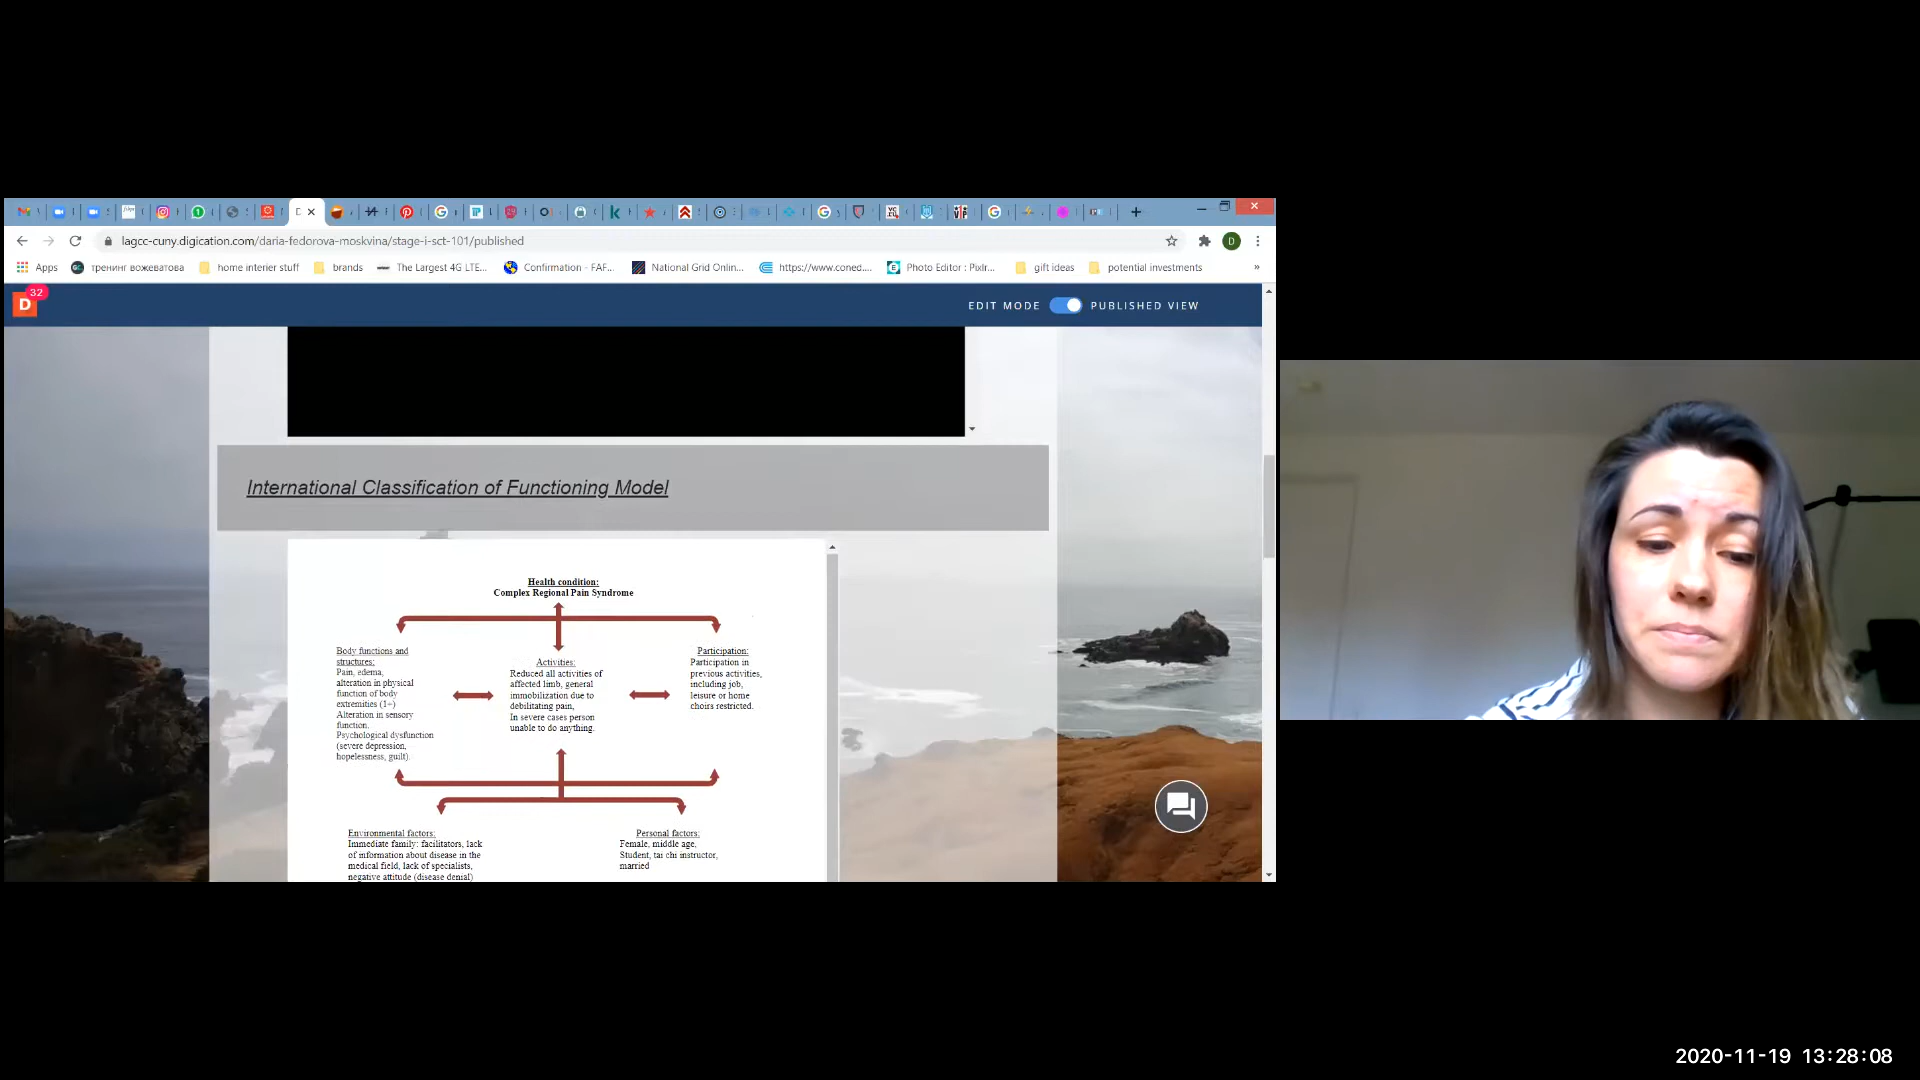 lagcc-cuny.digication.com/daria-fedorova-moskvina/stage-i-sct-101/published
D
Apps
тренинг вожеватова
home interier stuff
brands
The Largest 4G LTE...
Confirmation - FAF...
National Grid Onlin...
https://www.coned....
Photo Editor : Pixlr...
gift ideas
potential investments
»
D
32
EDIT MODE
PUBLISHED VIEW
International Classification of Functioning Model
Health condition:
Complex Regional Pain Syndrome
Body functions and
structures:
Pain, edema,
alteration in physical
function of body
extremities (1+)
Alteration in sensory
function.
Psychological dysfunction
(severe depression,
hopelessness, guilt).
Activities:
Reduced all activities of
affected limb, general
immobilization due to
debilitating pain,
In severe cases person
unable to do anything.
Participation:
Participation in
previous activities,
including job,
leisure or home
choirs restricted.
Environmental factors:
Immediate family: facilitators, lack
of information about disease in the
medical field, lack of specialists,
negative attitude (disease denial)
Personal factors:
Female, middle age,
Student, tai chi instructor,
married
2020-11-19 13:28:08